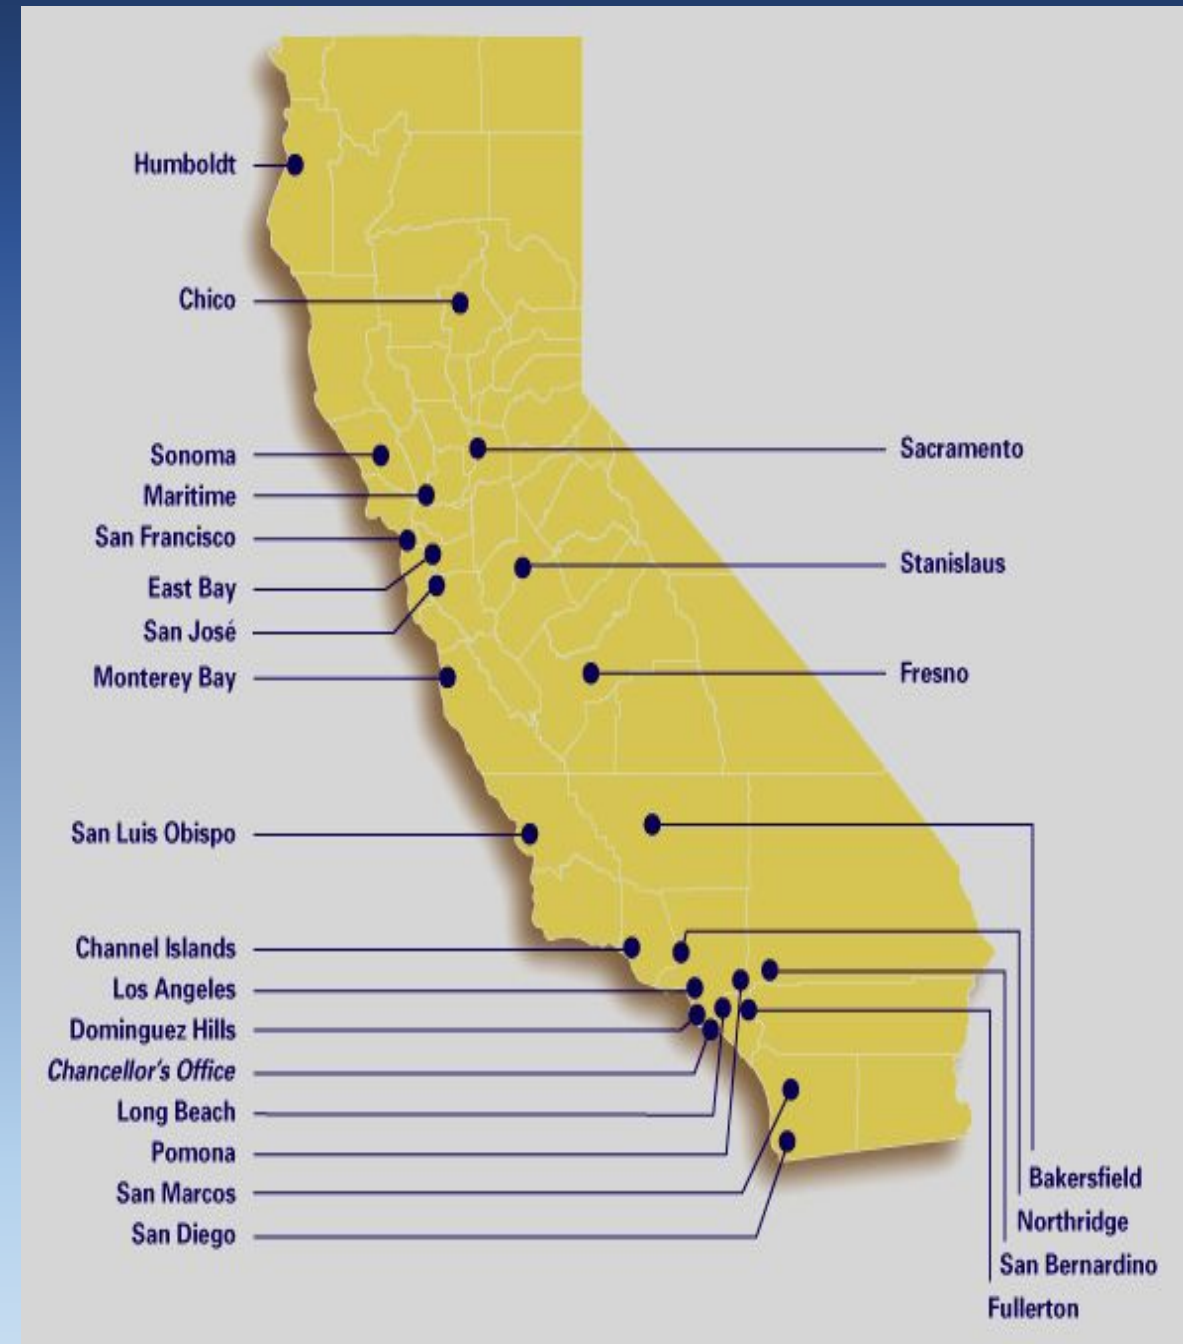 Humboldt
Chico
Sonoma
Maritime
San Francisco
East Bay
San José
Monterey Bay
San Luis Obispo
Channel Islands
Los Angeles
Dominguez Hills
Chancellor's Office
Long Beach
Pomona
San Marcos
San Diego
Sacramento
Stanislaus
Fresno
Bakersfield
Northridge
San Bernardino
Fullerton